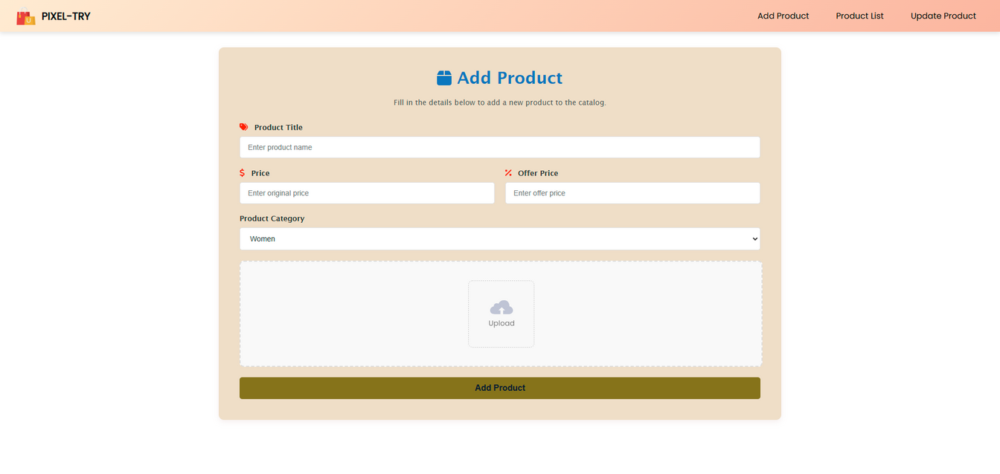 PIXEL-TRY
Add Product
Product List
Update Product
Add Product
Fill in the details below to add a new product to the catalog.
Product Title
Enter product name
$ Price
% Offer Price
Enter original price
Enter offer price
Product Category
Women
Upload
Add Product